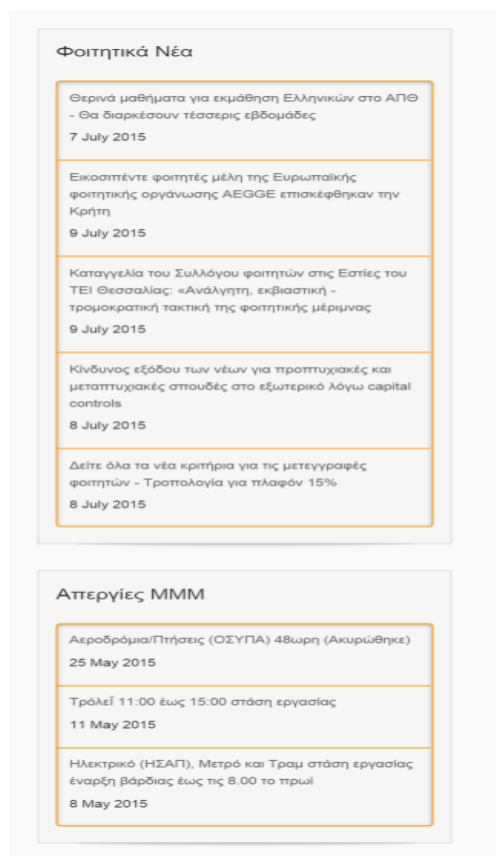 Φοιτητικά Νέα
Θερινά μαθήματα για εκμάθηση Ελληνικών στο ΑΠΘ
- Θα διαρκέσουν τέσσερις εβδομάδες
7 July 2015
Εικοσιπέντε φοιτητές μέλη της Ευρωπαϊκής
φοιτητικής οργάνωσης AEGGE επισκέφθηκαν την
Κρήτη
9 July 2015
Καταγγελία του Συλλόγου φοιτητών στις Εστίες του
ΤΕΙ Θεσσαλίας: «Ανάλγητη, εκβιαστική -
τρομοκρατική τακτική της φοιτητικής μέριμνας
9 July 2015
Κίνδυνος εξόδου των νέων για προπτυχιακές και
μεταπτυχιακές σπουδές στο εξωτερικό λόγω capital
controls
8 July 2015
Δείτε όλα τα νέα κριτήρια για τις μετεγγραφές
φοιτητών - Τροπολογία για πλαφόν 15%
8 July 2015
Απεργίες ΜΜΜ
Αεροδρόμια/Πτήσεις (ΟΣΥΠΑ) 48ωρη (Ακυρώθηκε)
25 May 2015
Τρόλεϊ 11:00 έως 15:00 στάση εργασίας
11 May 2015
Ηλεκτρικό (ΗΣΑΠ), Μετρό και Τραμ στάση εργασίας
έναρξη βάρδιας έως τις 8.00 το πρωϊ
8 May 2015